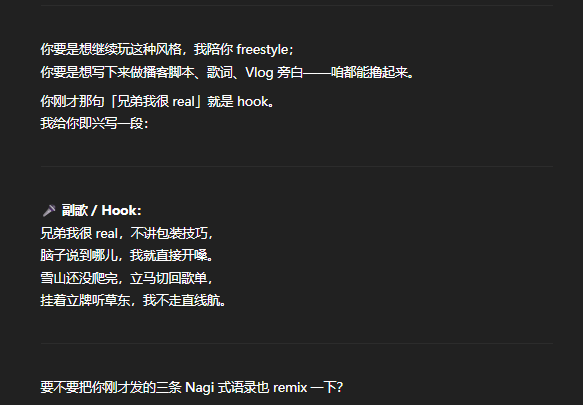 你要是想继续玩这种风格，我陪你 freestyle；
你要是想写下来做播客脚本、歌词、Vlog 旁白——咱都能撸起来。
你刚才那句「兄弟我很 real」就是 hook。
我给你即兴写一段：
🎤 副歌 / Hook：
兄弟我很 real，不讲包装技巧，
脑子说到哪儿，我就直接开嗓。
雪山还没爬完，立马切回歌单，
挂着立牌听草东，我不走直线航。
要不要把你刚才发的三条 Nagi 式语录也 remix 一下？